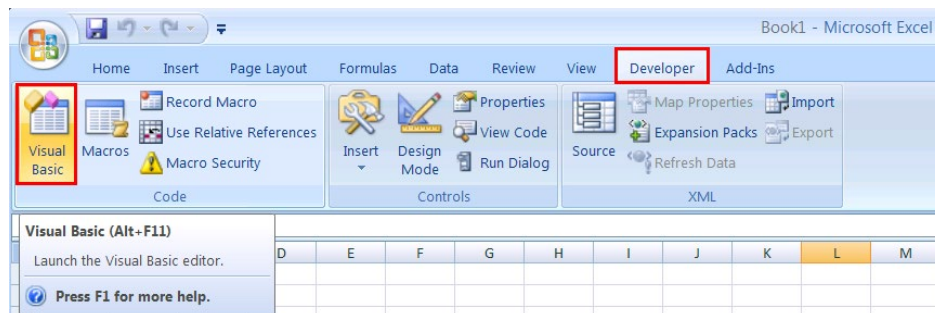 Book1 - Microsoft Excel
Home Insert Page Layout Formulas Data Review View Developer Add-Ins
Visual Basic
Macros
Record Macro
Use Relative References
Macro Security
Code
Insert
Design Mode
Properties
View Code
Run Dialog
Controls
Source
Map Properties
Expansion Packs
Refresh Data
Import
Export
XML
Visual Basic (Alt+F11)
Launch the Visual Basic editor.
Press F1 for more help.
D E F G H I J K L M